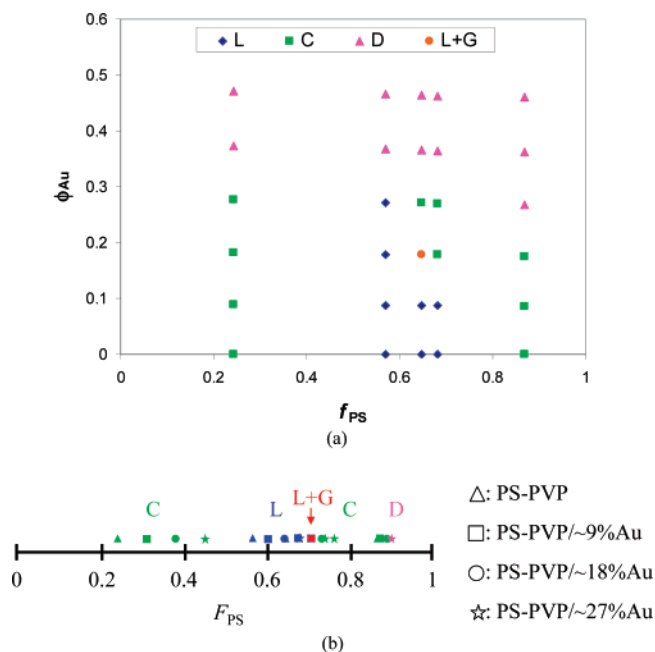 L C D L+G
0.6
0.5
0.4
0.3
0.2
0.1
0
ϕAu
0 0.2 0.4 0.6 0.8 1
fPS
(a)
C L L+G C D
0 0.2 0.4 0.6 0.8 1
FPS
(b)
△: PS-PVP
□: PS-PVP/~9%Au
○: PS-PVP/~18%Au
☆: PS-PVP/~27%Au